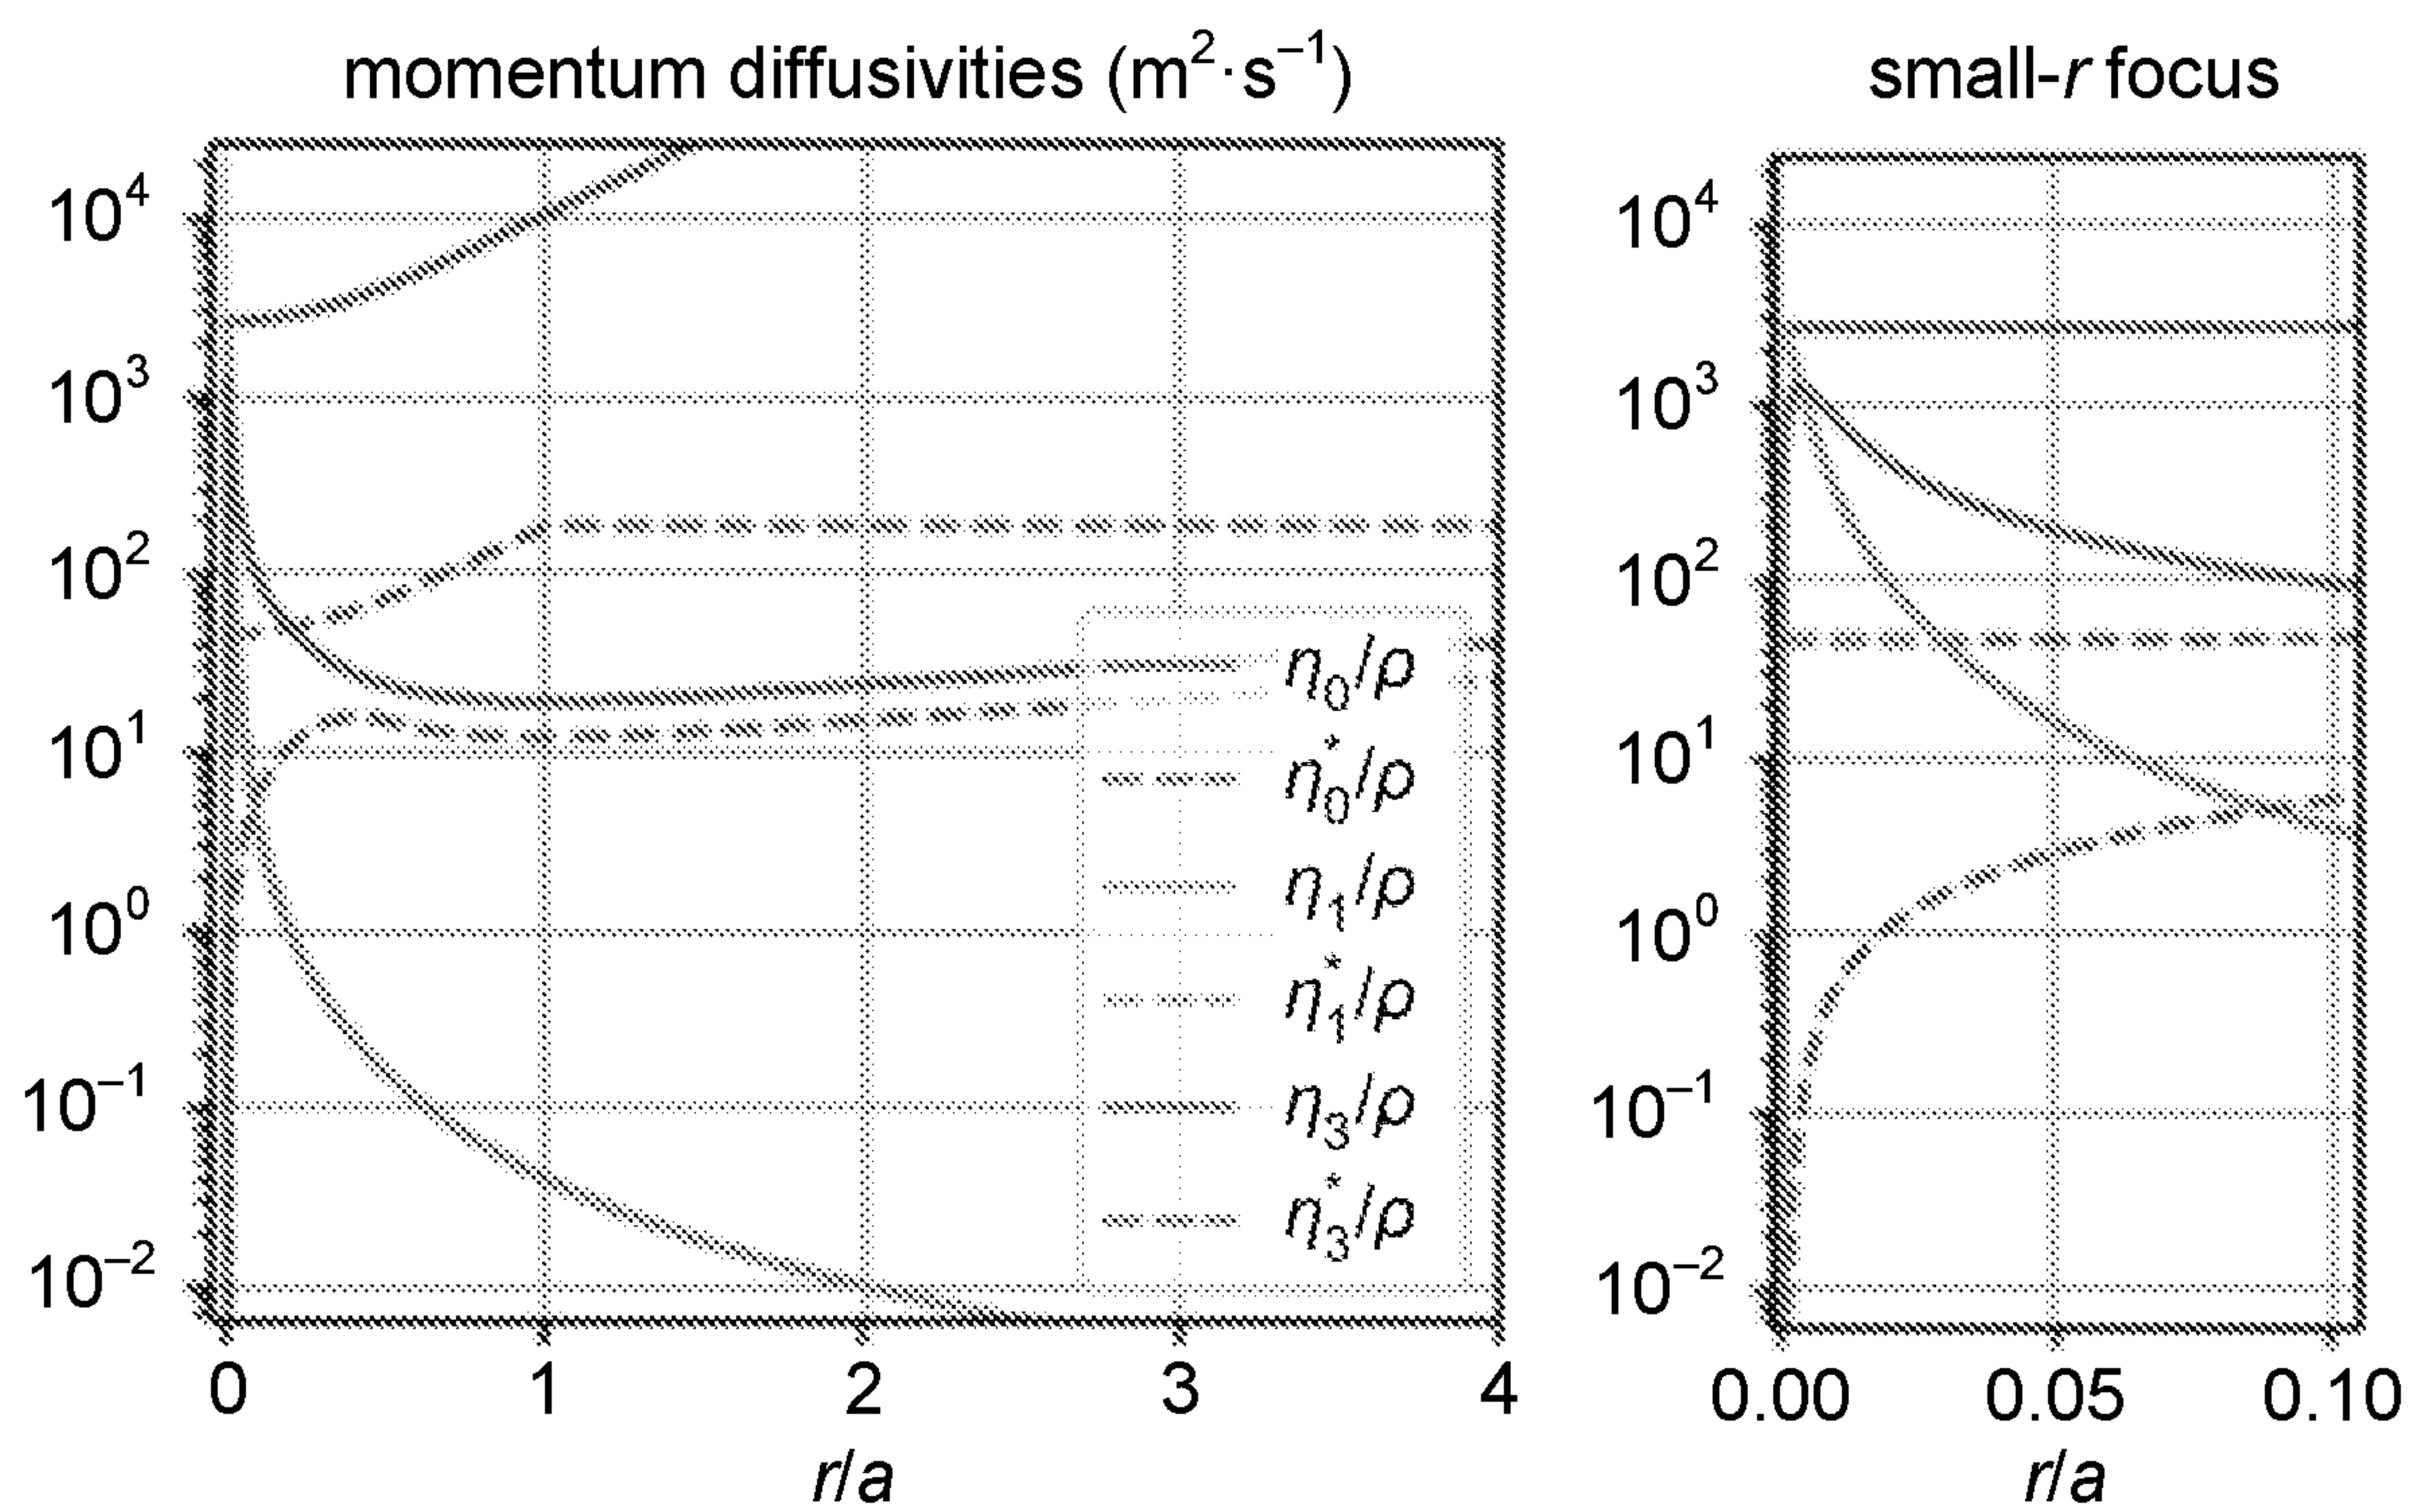 momentum diffusivities (m²·s⁻¹)
10⁴
10³
10²
10¹
10⁰
10⁻¹
10⁻²
0 1 2 3 4
r/a
η₀/ρ
η₀*/ρ
η₁/ρ
η₁*/ρ
η₃/ρ
η₃*/ρ
small-r focus
10⁴
10³
10²
10¹
10⁰
10⁻¹
10⁻²
0.00 0.05 0.10
r/a